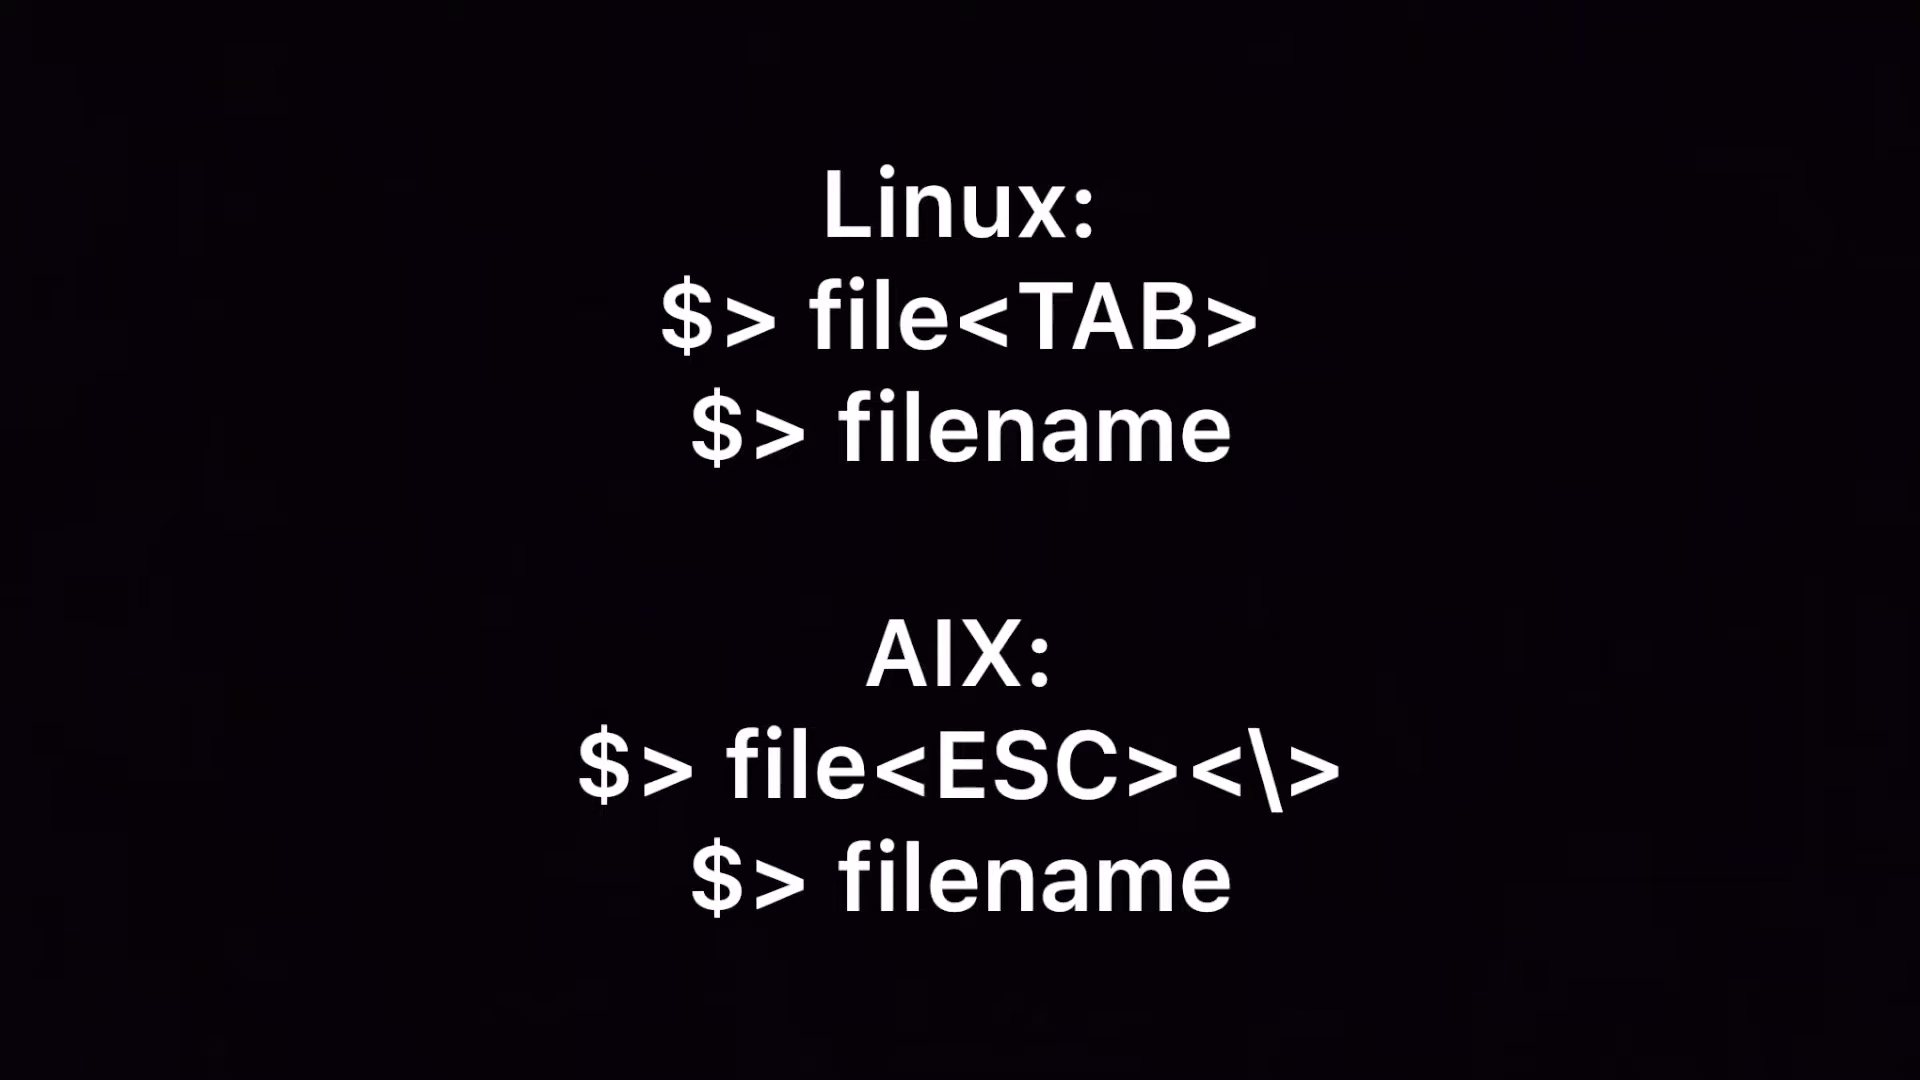 Linux:
$> file<TAB>
$> filename
AIX:
$> file<ESC><\>
$> filename